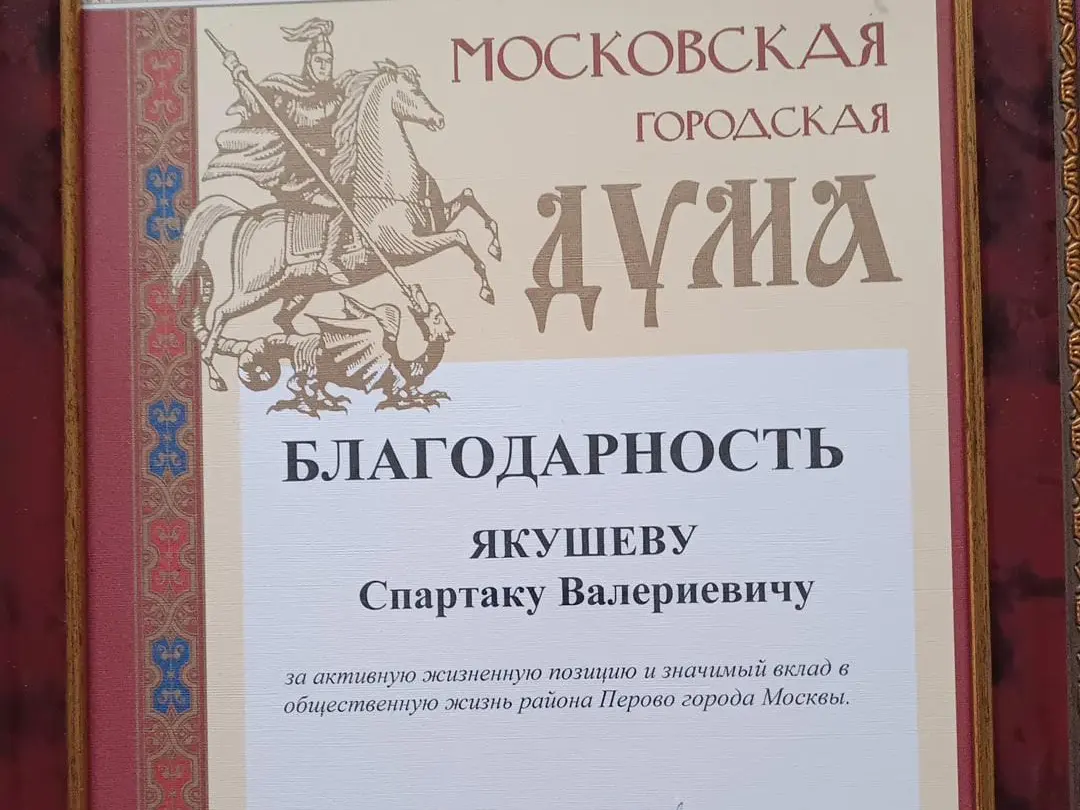 МОСКОВСКАЯ
ГОРОДСКАЯ
ДУМА
БЛАГОДАРНОСТЬ
ЯКУШЕВУ
Спартаку Валериевичу
за активную жизненную позицию и значимый вклад в
общественную жизнь района Перово города Москвы.